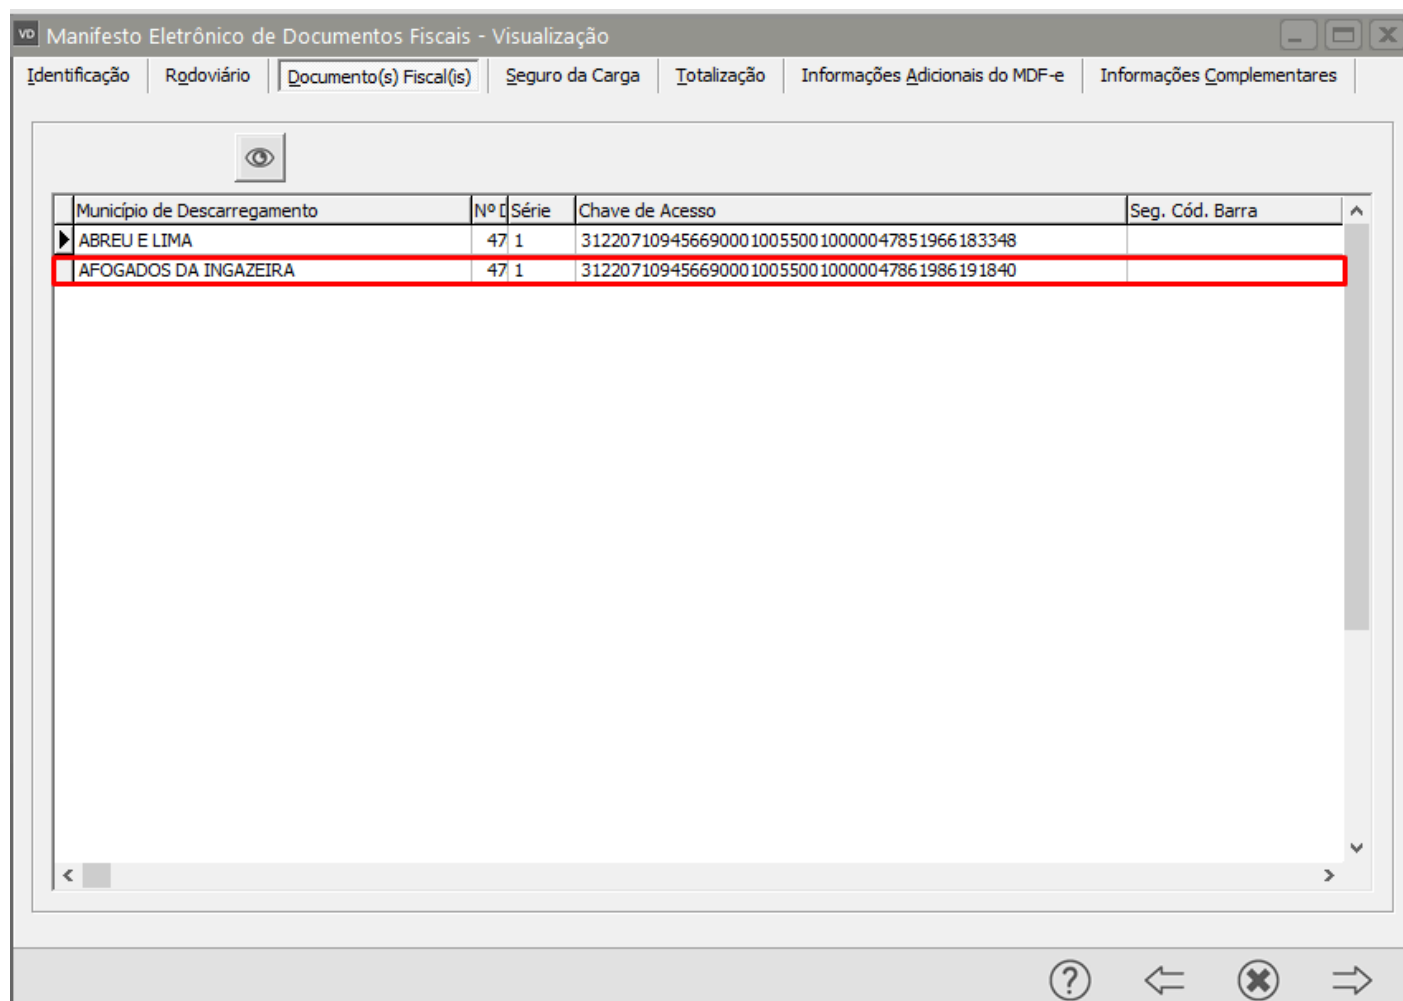 VD Manifesto Eletrônico de Documentos Fiscais - Visualização
Identificação Rodoviário Documento(s) Fiscal(is) Seguro da Carga Totalização Informações Adicionais do MDF-e Informações Complementares
Município de Descarregamento Nº D Série Chave de Acesso Seg. Cód. Barra
ABREU E LIMA 47 1 31220710945669000100550010000047851966183348
AFOGADOS DA INGAZEIRA 47 1 31220710945669000100550010000047861986191840